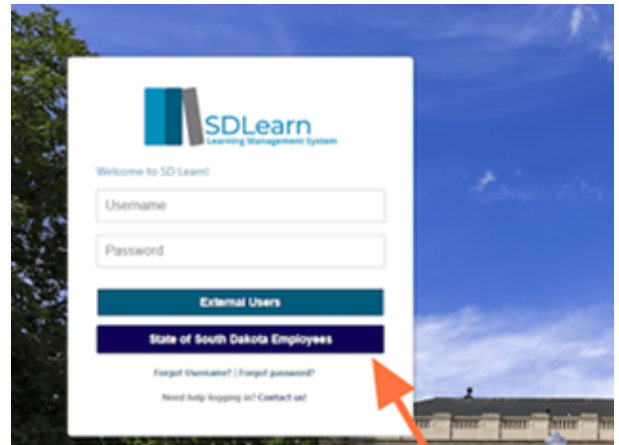 SDLearn
Learning Management System
Welcome to SD Learn!
Username
Password
External Users
State of South Dakota Employees
Forgot Username? | Forgot password?
Need help logging in? Contact us!